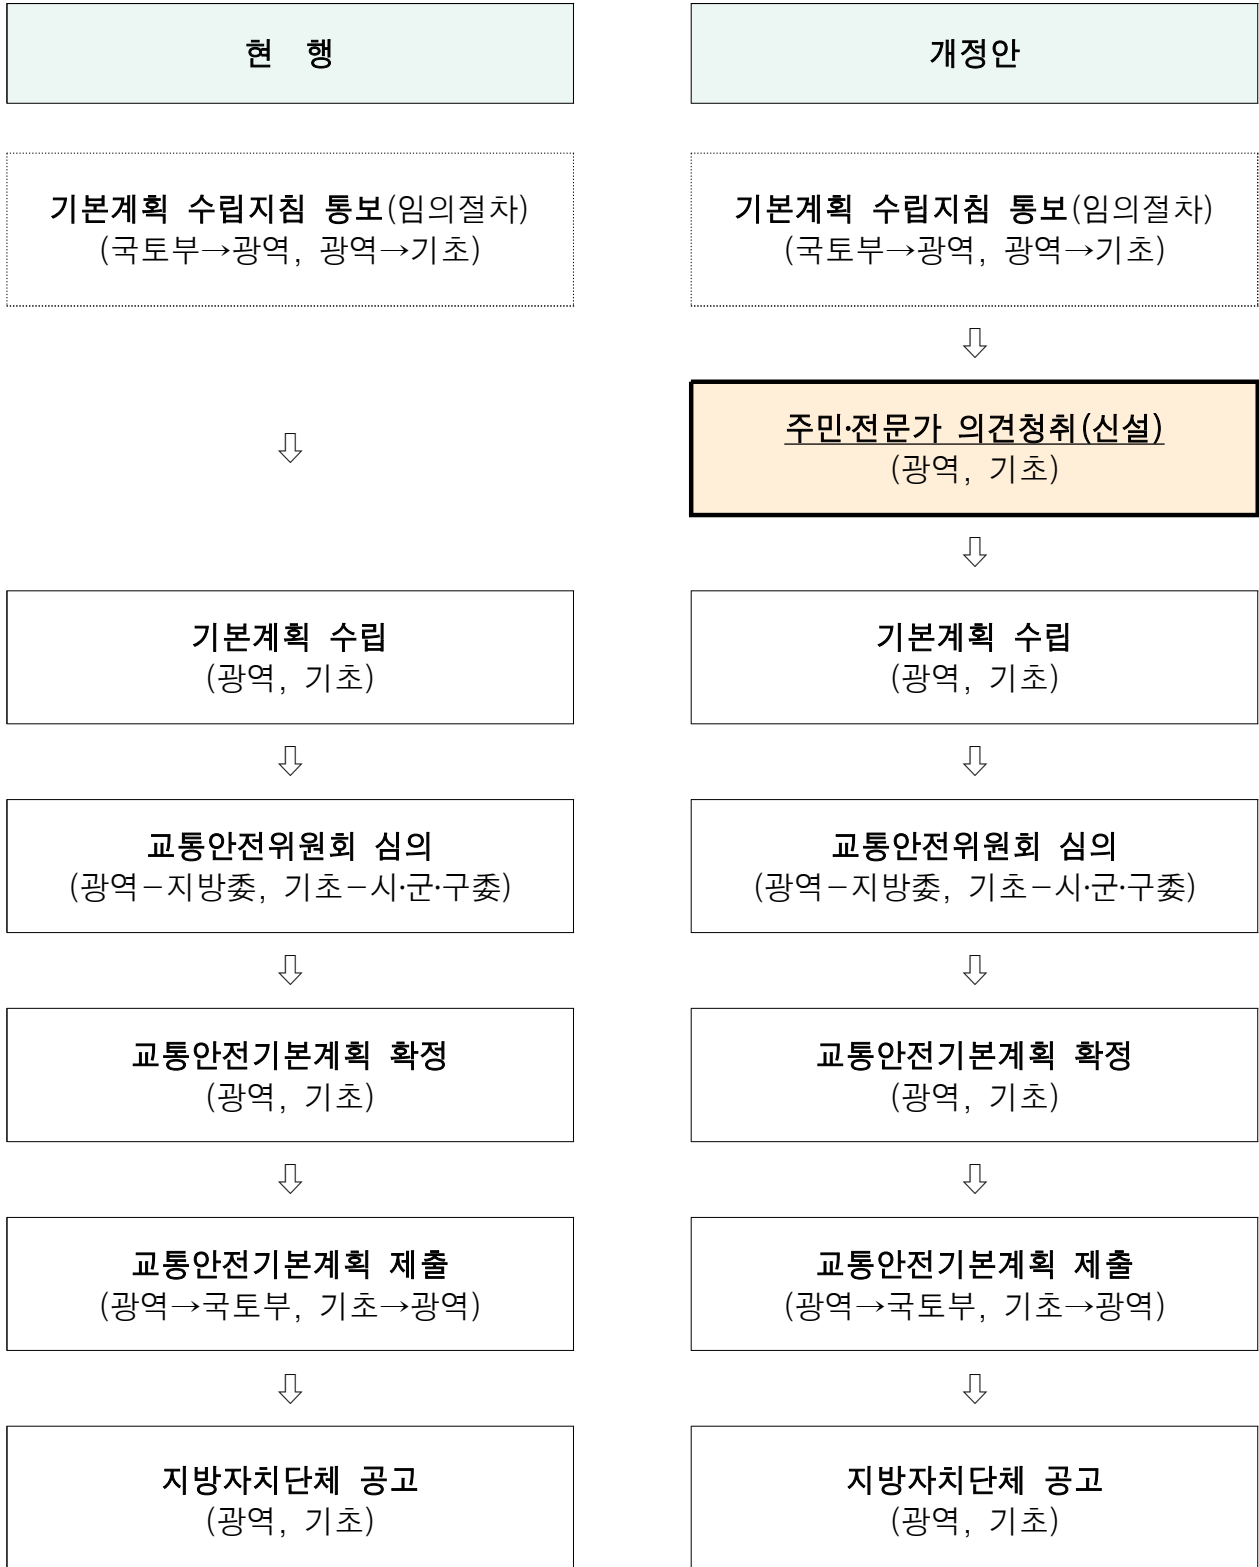 현 행
기본계획 수립지침 통보(임의절차)
(국토부→광역, 광역→기초)
⇩
기본계획 수립
(광역, 기초)
⇩
교통안전위원회 심의
(광역-지방委, 기초-시·군·구委)
⇩
교통안전기본계획 확정
(광역, 기초)
⇩
교통안전기본계획 제출
(광역→국토부, 기초→광역)
⇩
지방자치단체 공고
(광역, 기초)
개정안
기본계획 수립지침 통보(임의절차)
(국토부→광역, 광역→기초)
⇩
주민·전문가 의견청취(신설)
(광역, 기초)
⇩
기본계획 수립
(광역, 기초)
⇩
교통안전위원회 심의
(광역-지방委, 기초-시·군·구委)
⇩
교통안전기본계획 확정
(광역, 기초)
⇩
교통안전기본계획 제출
(광역→국토부, 기초→광역)
⇩
지방자치단체 공고
(광역, 기초)